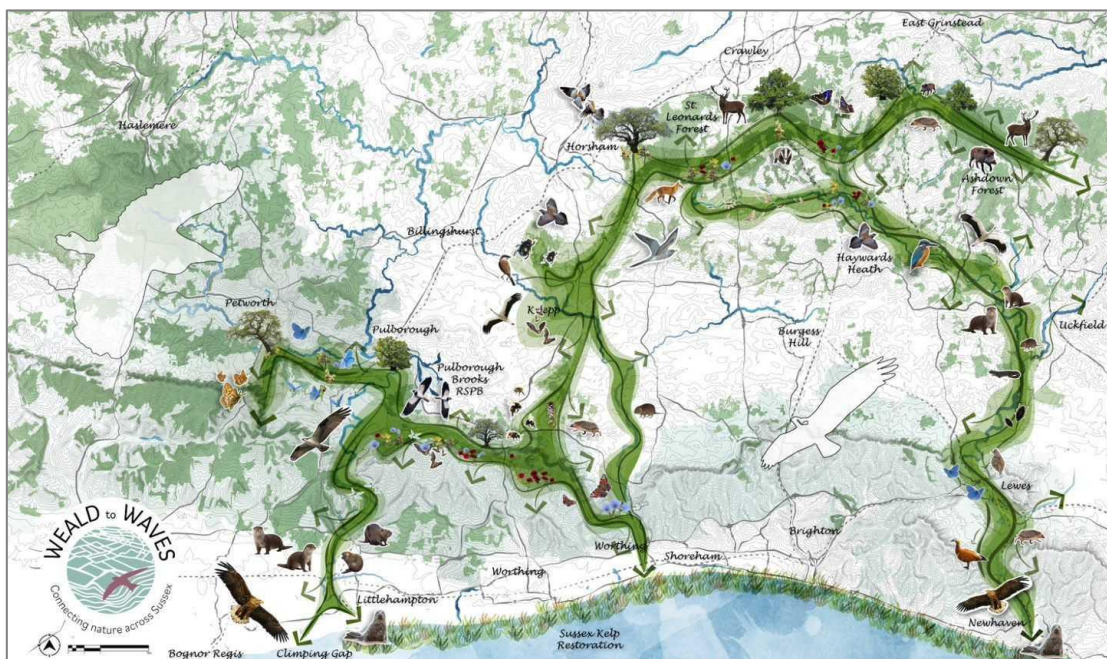 East Grinstead
Crawley
Haslemere
St.
Leonards
Forest
Horsham
Ashdown
Forest
Billingshurst
Haywards
Heath
Petworth
Knepp
Uckfield
Pulborough
Burgess
Hill
Pulborough
Brooks
RSPB
Lewes
WEALD to WAVES
Connecting nature across Sussex
Brighton
Worthing
Shoreham
Worthing
Littlehampton
Newhaven
Sussex Kelp
Restoration
Bognor Regis
Climping Gap